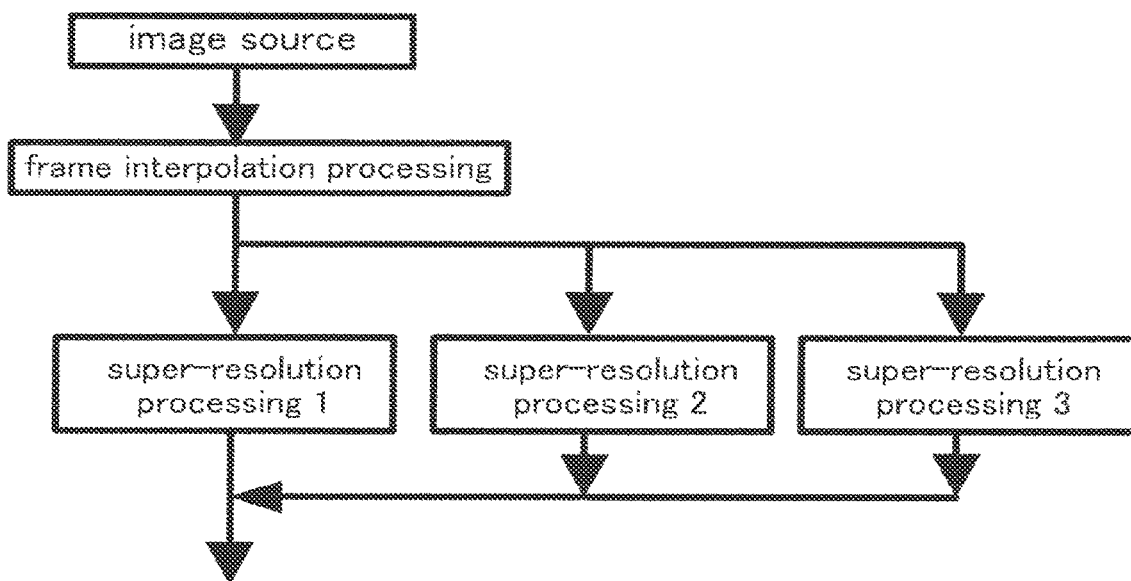 image source
frame interpolation processing
super-resolution
processing 1
super-resolution
processing 2
super-resolution
processing 3